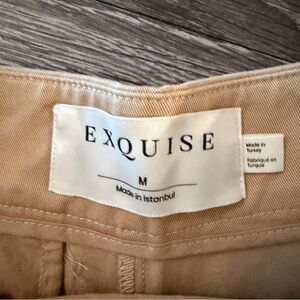 EXQUISE
M
Made in Istanbul
Made in
Turkey
Fabriqué en
Turquie